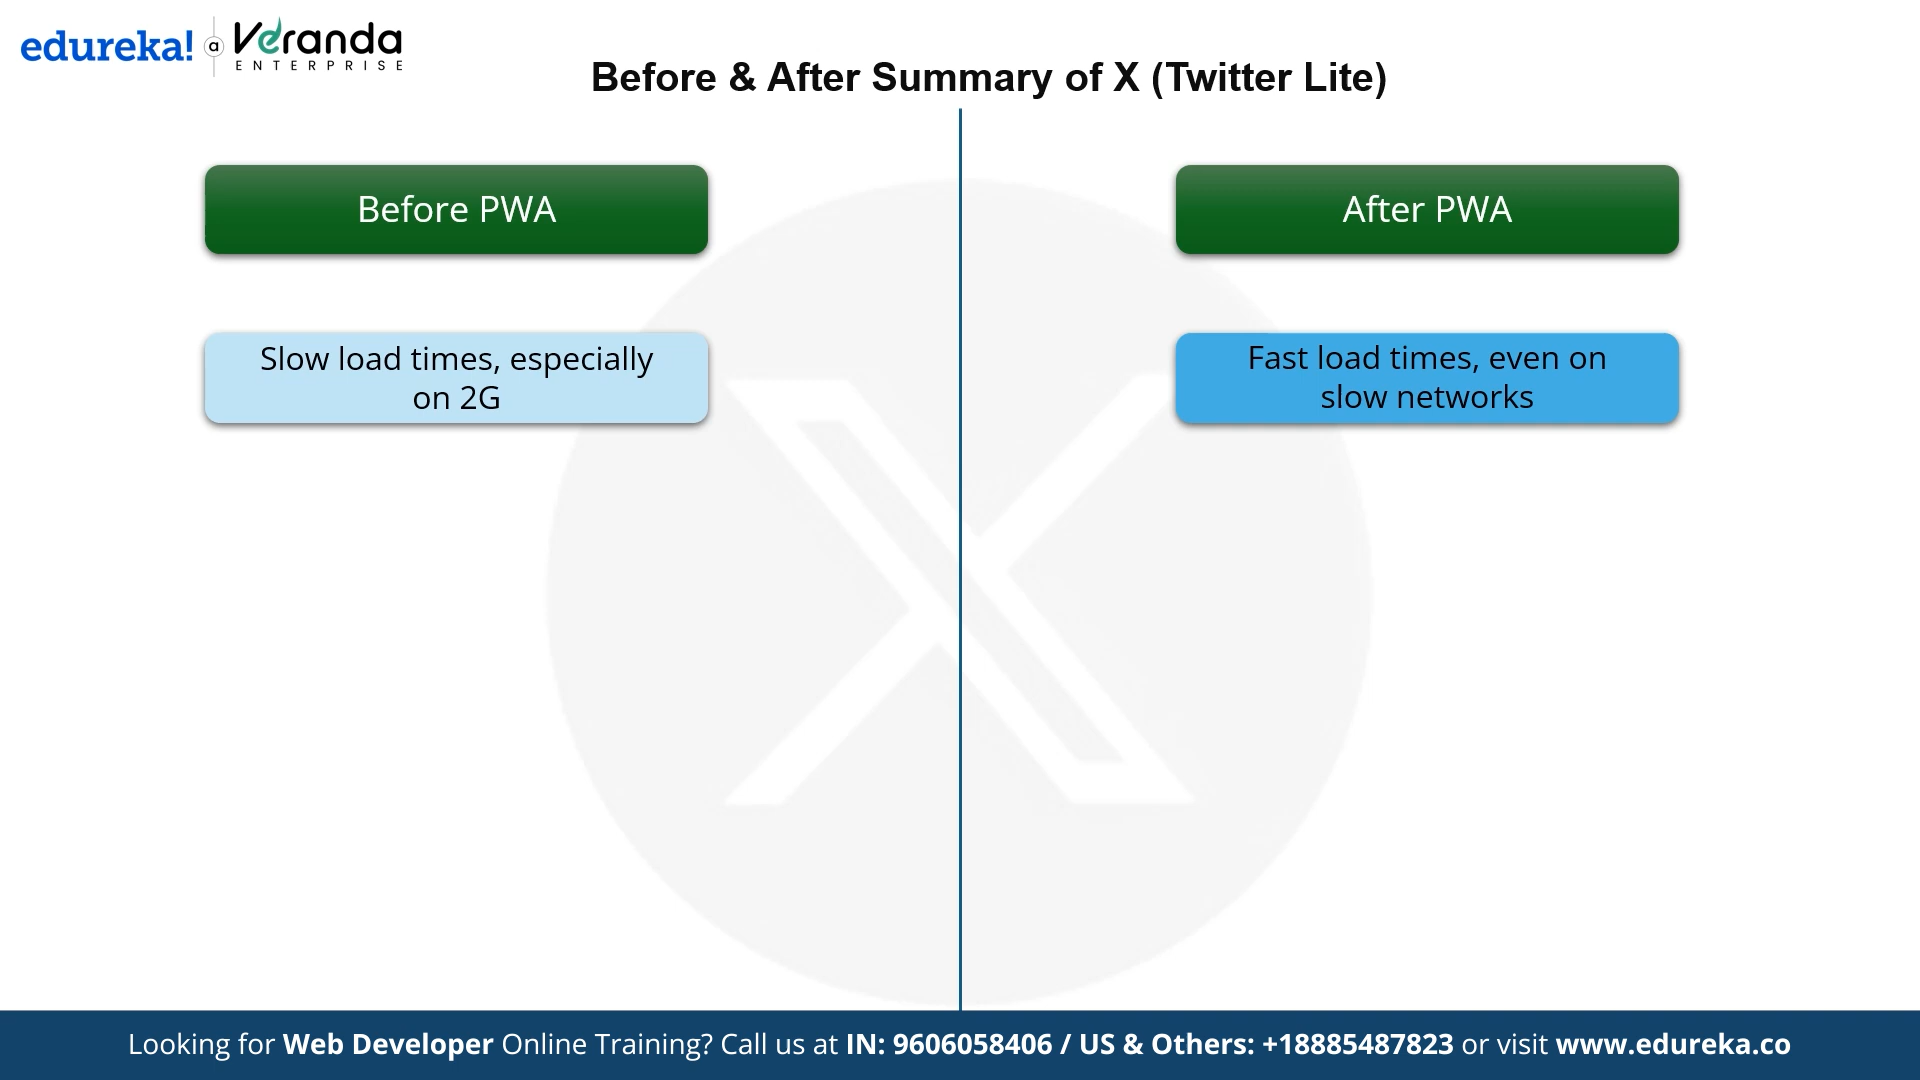 edureka! a Veranda
ENTERPRISE
Before & After Summary of X (Twitter Lite)
Before PWA
After PWA
Slow load times, especially
on 2G
Fast load times, even on
slow networks
Looking for Web Developer Online Training? Call us at IN: 9606058406 / US & Others: +18885487823 or visit www.edureka.co